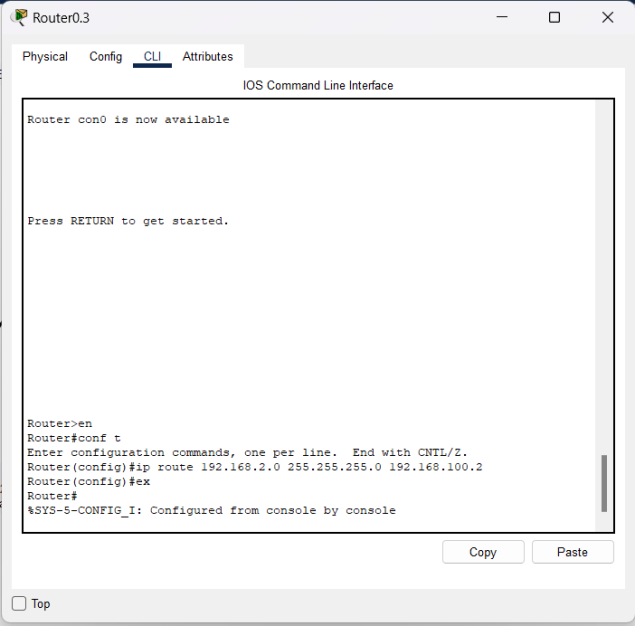 Router0.3
Physical Config CLI Attributes
IOS Command Line Interface
Router con0 is now available
Press RETURN to get started.
Router>en
Router#conf t
Enter configuration commands, one per line.  End with CNTL/Z.
Router(config)#ip route 192.168.2.0 255.255.255.0 192.168.100.2
Router(config)#ex
Router#
%SYS-5-CONFIG_I: Configured from console by console
Copy Paste
Top